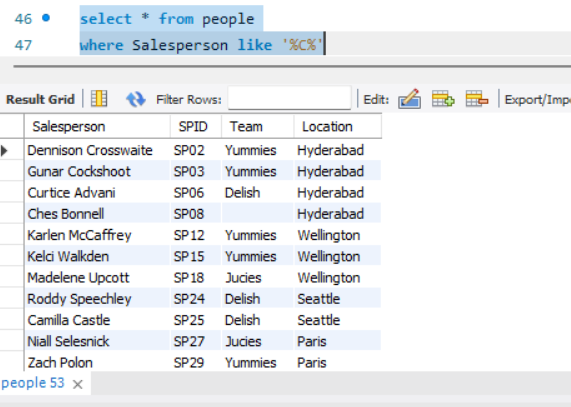 46 select * from people
47 where Salesperson like '%C%'
Result Grid Filter Rows: Edit: Export/Imp
Salesperson SPID Team Location
Dennison Crosswaite SP02 Yummies Hyderabad
Gunar Cockshoot SP03 Yummies Hyderabad
Curtice Advani SP06 Delish Hyderabad
Ches Bonnell SP08 Hyderabad
Karlen McCaffrey SP12 Yummies Wellington
Kelci Walkden SP15 Yummies Wellington
Madelene Upcott SP18 Jucies Wellington
Roddy Speechley SP24 Delish Seattle
Camilla Castle SP25 Delish Seattle
Niall Selesnick SP27 Jucies Paris
Zach Polon SP29 Yummies Paris
people 53